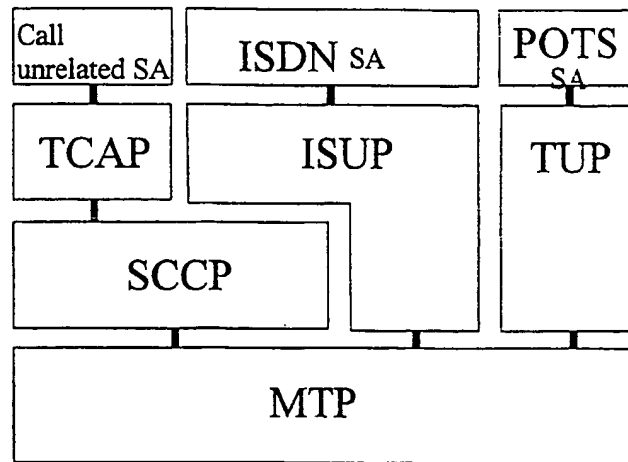 Call
unrelated SA
ISDN SA
POTS
SA
TCAP
ISUP
TUP
SCCP
MTP